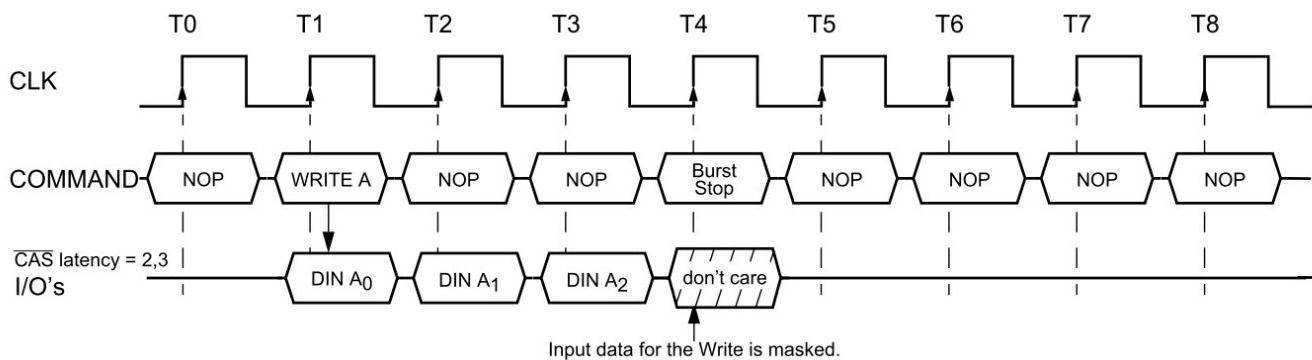 T0 T1 T2 T3 T4 T5 T6 T7 T8
CLK
COMMAND NOP WRITE A NOP NOP Burst Stop NOP NOP NOP NOP
CAS latency = 2,3
I/O's DIN A0 DIN A1 DIN A2 don't care
Input data for the Write is masked.